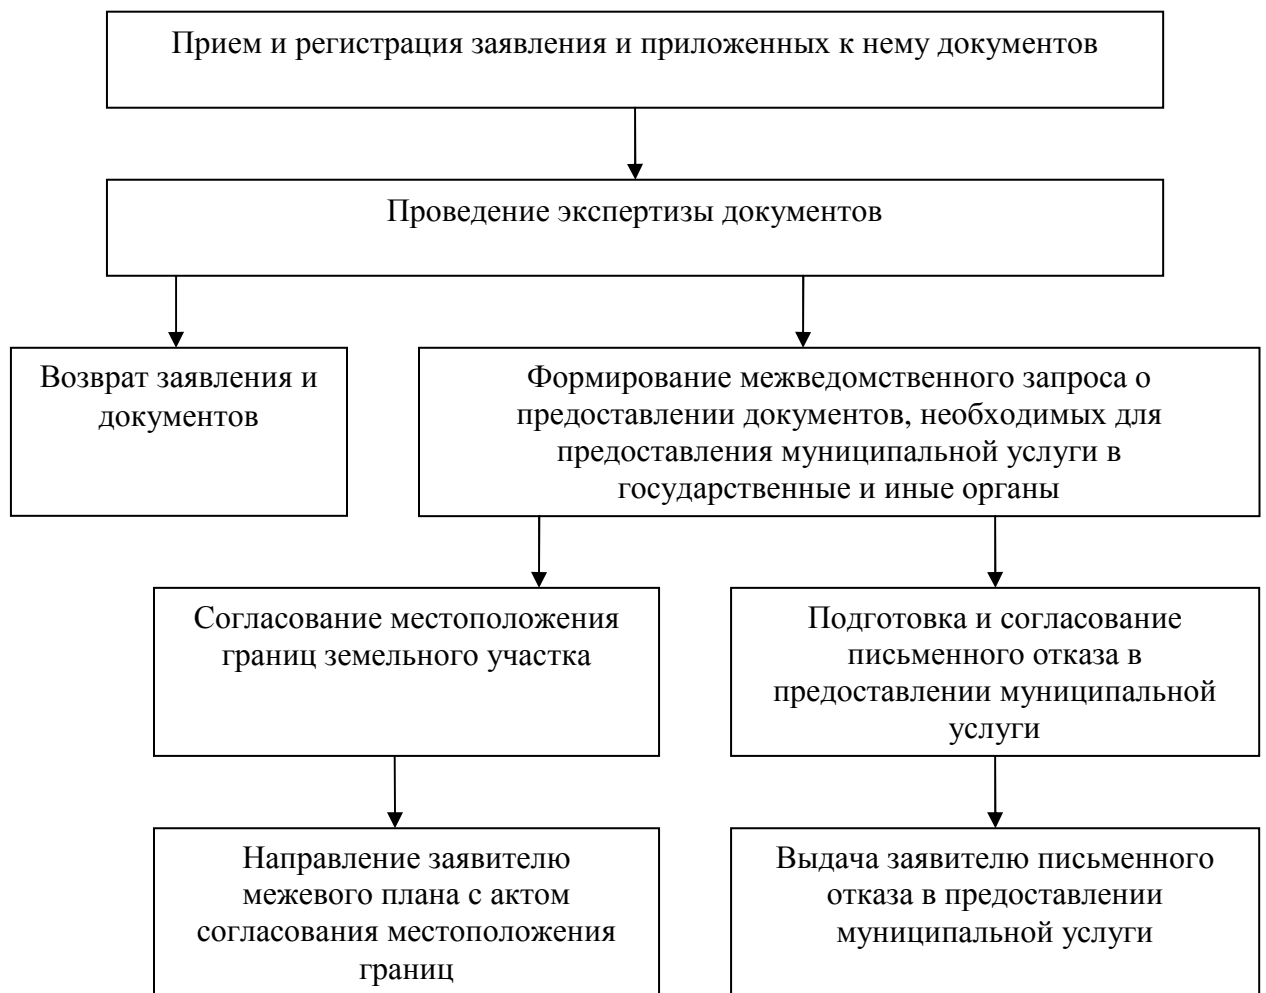 Прием и регистрация заявления и приложенных к нему документов
Проведение экспертизы документов
Возврат заявления и
документов
Формирование межведомственного запроса о
предоставлении документов, необходимых для
предоставления муниципальной услуги в
государственные и иные органы
Согласование местоположения
границ земельного участка
Подготовка и согласование
письменного отказа в
предоставлении муниципальной
услуги
Направление заявителю
межевого плана с актом
согласования местоположения
границ
Выдача заявителю письменного
отказа в предоставлении
муниципальной услуги